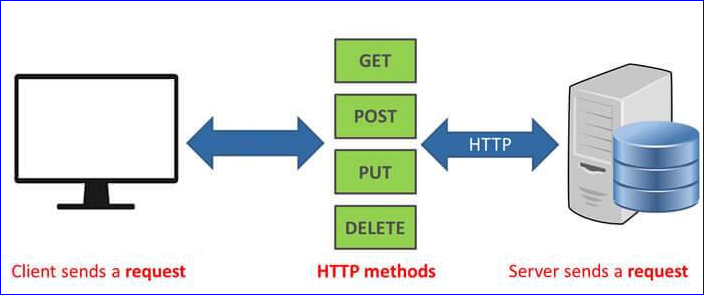 GET
POST
PUT
DELETE
HTTP
Client sends a request
HTTP methods
Server sends a request